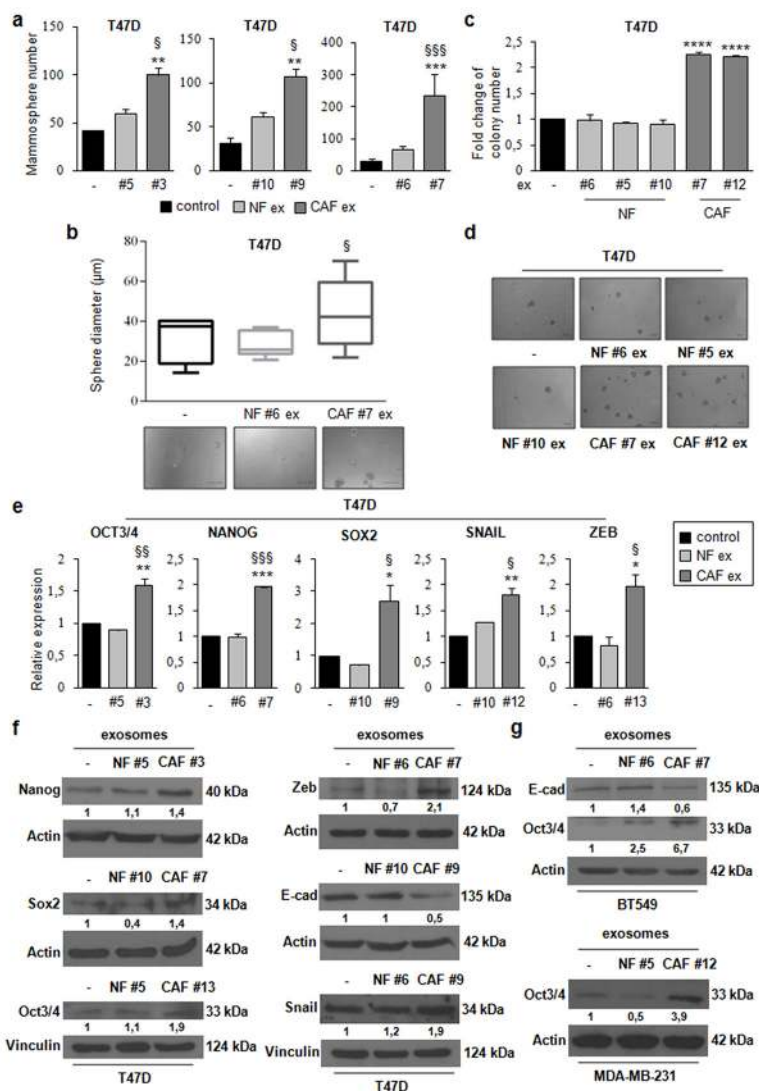 a
T47D
T47D
T47D
Mammosphere number
150
100
50
0
§
**
- #5 #3
150
100
50
0
§
**
- #10 #9
400
300
200
100
0
§§§
***
- #6 #7
control NF ex CAF ex
b
T47D
Sphere diameter (µm)
80
60
40
20
0
§
- NF #6 ex CAF #7 ex
c
T47D
Fold change of colony number
2,5
2
1,5
1
0,5
0
**** ****
ex - #6 #5 #10 #7 #12
NF CAF
d
T47D
- NF #6 ex NF #5 ex
NF #10 ex CAF #7 ex CAF #12 ex
e
T47D
OCT3/4 NANOG SOX2 SNAIL ZEB
Relative expression
2
1,5
1
0,5
0
§§
**
- #5 #3
2,5
2
1,5
1
0,5
0
§§§
***
- #6 #7
4
3
2
1
0
§
*
- #10 #9
2,5
2
1,5
1
0,5
0
§
**
- #10 #12
2,5
2
1,5
1
0,5
0
§
*
- #6 #13
control
NF ex
CAF ex
f
exosomes
- NF #5 CAF #3
Nanog 40 kDa
1 1,1 1,4
Actin 42 kDa
- NF #10 CAF #7
Sox2 34 kDa
1 0,4 1,4
Actin 42 kDa
- NF #5 CAF #13
Oct3/4 33 kDa
1 1,1 1,9
Vinculin 124 kDa
T47D
exosomes
- NF #6 CAF #7
Zeb 124 kDa
1 0,7 2,1
Actin 42 kDa
- NF #10 CAF #9
E-cad 135 kDa
1 1 0,5
Actin 42 kDa
- NF #6 CAF #9
Snail 34 kDa
1 1,2 1,9
Vinculin 124 kDa
T47D
g
exosomes
- NF #6 CAF #7
E-cad 135 kDa
1 1,4 0,6
Oct3/4 33 kDa
1 2,5 6,7
Actin 42 kDa
BT549
exosomes
- NF #5 CAF #12
Oct3/4 33 kDa
1 0,5 3,9
Actin 42 kDa
MDA-MB-231